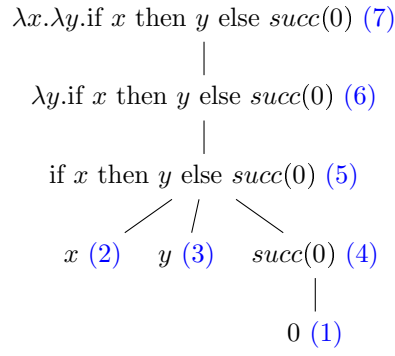 λx.λy.if x then y else succ(0) (7)
λy.if x then y else succ(0) (6)
if x then y else succ(0) (5)
x (2) y (3) succ(0) (4)
0 (1)